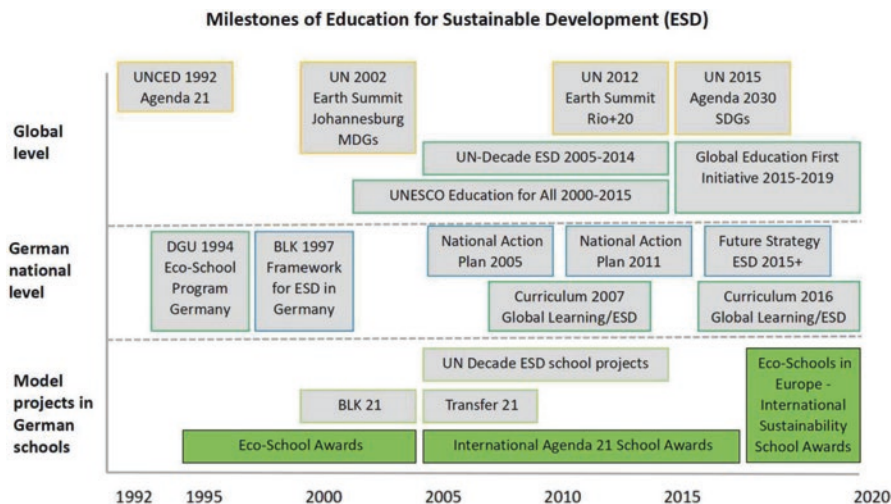 Milestones of Education for Sustainable Development (ESD)
Global
level
UNCED 1992
Agenda 21
UN 2002
Earth Summit
Johannesburg
MDGs
UN 2012
Earth Summit
Rio+20
UN 2015
Agenda 2030
SDGs
UN-Decade ESD 2005-2014
Global Education First
Initiative 2015-2019
UNESCO Education for All 2000-2015
German
national
level
DGU 1994
Eco-School
Program
Germany
BLK 1997
Framework
for ESD in
Germany
National Action
Plan 2005
National Action
Plan 2011
Future Strategy
ESD 2015+
Curriculum 2007
Global Learning/ESD
Curriculum 2016
Global Learning/ESD
Model
projects in
German
schools
UN Decade ESD school projects
BLK 21
Transfer 21
Eco-School Awards
International Agenda 21 School Awards
Eco-Schools in
Europe -
International
Sustainability
School Awards
1992 1995 2000 2005 2010 2015 2020